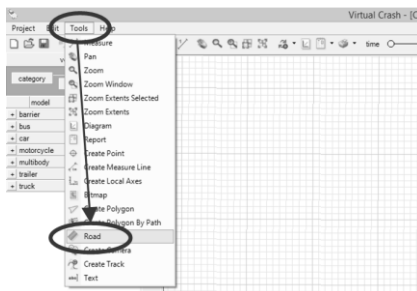 Virtual Crash - [C
Project Edit Tools Help
time
category
model
barrier
bus
car
motorcycle
multibody
trailer
truck
Measure
Pan
Zoom
Zoom Window
Zoom Extents Selected
Zoom Extents
Diagram
Report
Create Point
Create Measure Line
Create Local Axes
Bitmap
Create Polygon
Create Polygon By Path
Road
Create Camera
Create Track
Text